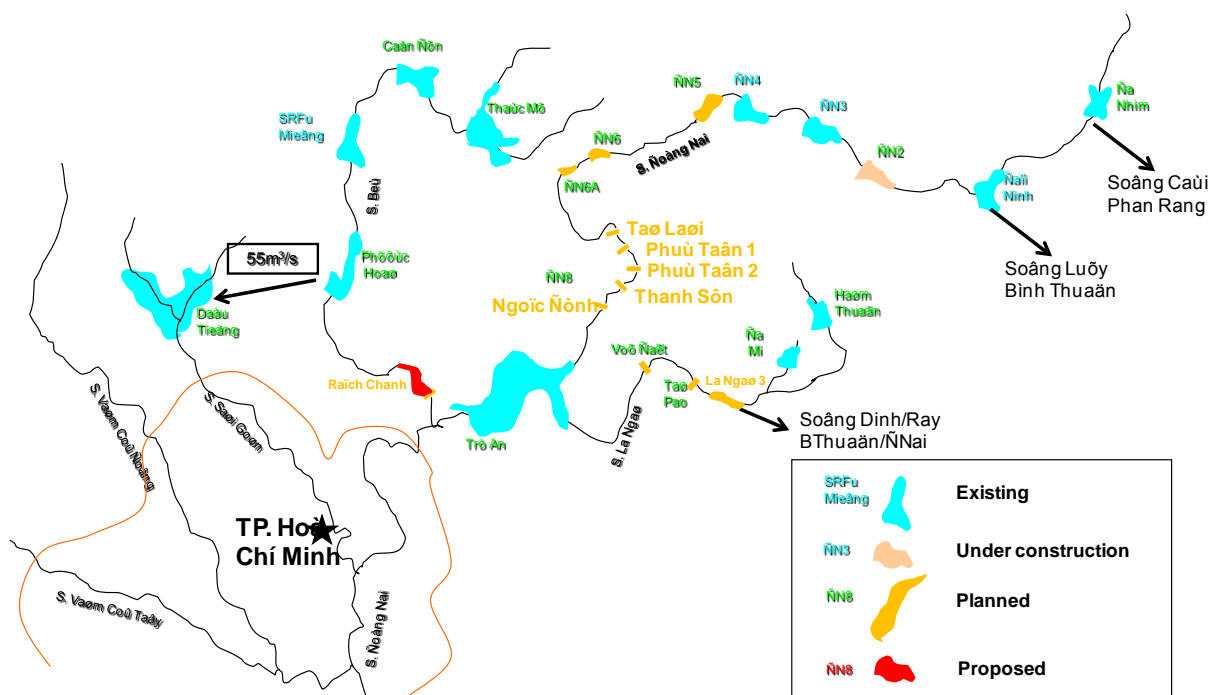 Caàn Ñôn
Thaùc Mô
SRFu
Mieâng
S. Beù
ÑN5
ÑN4
ÑN3
ÑN2
Ña
Nhim
Ñaïi
Ninh
ÑN6
ÑN6A
S. Ñoàng Nai
Soâng Caùi
Phan Rang
Soâng Luõy
Bình Thuaän
55m³/s
Phöôùc
Hoaø
Daàu
Tieáng
Taø Laøi
Phuù Taân 1
Phuù Taân 2
Thanh Sôn
ÑN8
Ngoïc Ñònh
Haøm
Thuaän
Ña
Mi
Voõ Ñaét
Taø
Pao
La Ngaø 3
Raïch Chanh
Trò An
S. La Ngaø
Soâng Dinh/Ray
BThuaän/ÑNai
S. Vaøm Coû Ñoâng
S. Saøi Goøn
TP. Hoà
Chí Minh
S. Vaøm Coû Taây
S. Ñoàng Nai
SRFu
Mieâng
Existing
ÑN3
Under construction
ÑN8
Planned
ÑN8
Proposed